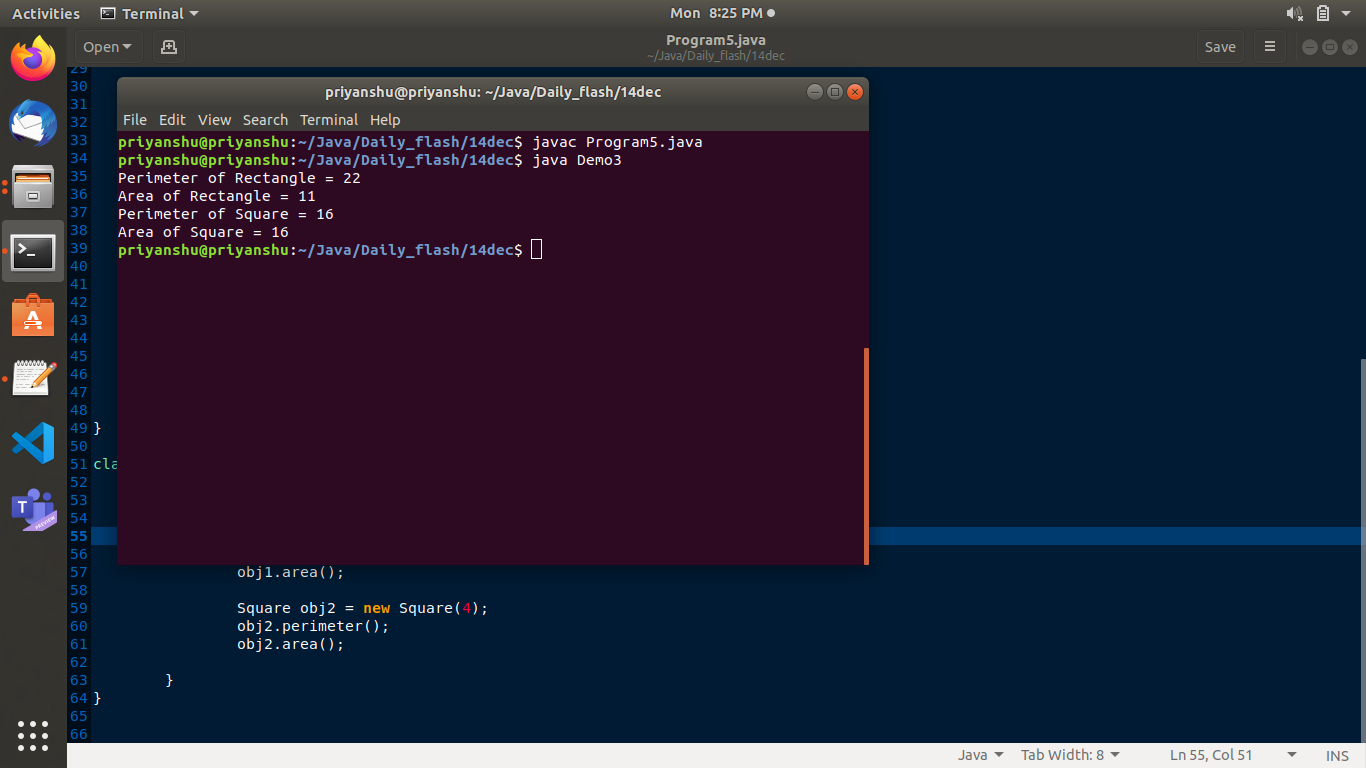 Activities Terminal Mon 8:25 PM
Open Program5.java Save
~/Java/Daily_flash/14dec
priyanshu@priyanshu: ~/Java/Daily_flash/14dec
File Edit View Search Terminal Help
priyanshu@priyanshu:~/Java/Daily_flash/14dec$ javac Program5.java
priyanshu@priyanshu:~/Java/Daily_flash/14dec$ java Demo3
Perimeter of Rectangle = 22
Area of Rectangle = 11
Perimeter of Square = 16
Area of Square = 16
priyanshu@priyanshu:~/Java/Daily_flash/14dec$
29
30
31
32
33
34
35
36
37
38
39
40
41
42
43
44
45
46
47
48
49 }
50
51 cla
52
53
54
55
56
57 obj1.area();
58
59 Square obj2 = new Square(4);
60 obj2.perimeter();
61 obj2.area();
62
63 }
64 }
65
66
Java Tab Width: 8 Ln 55, Col 51 INS
T
PREVIEW